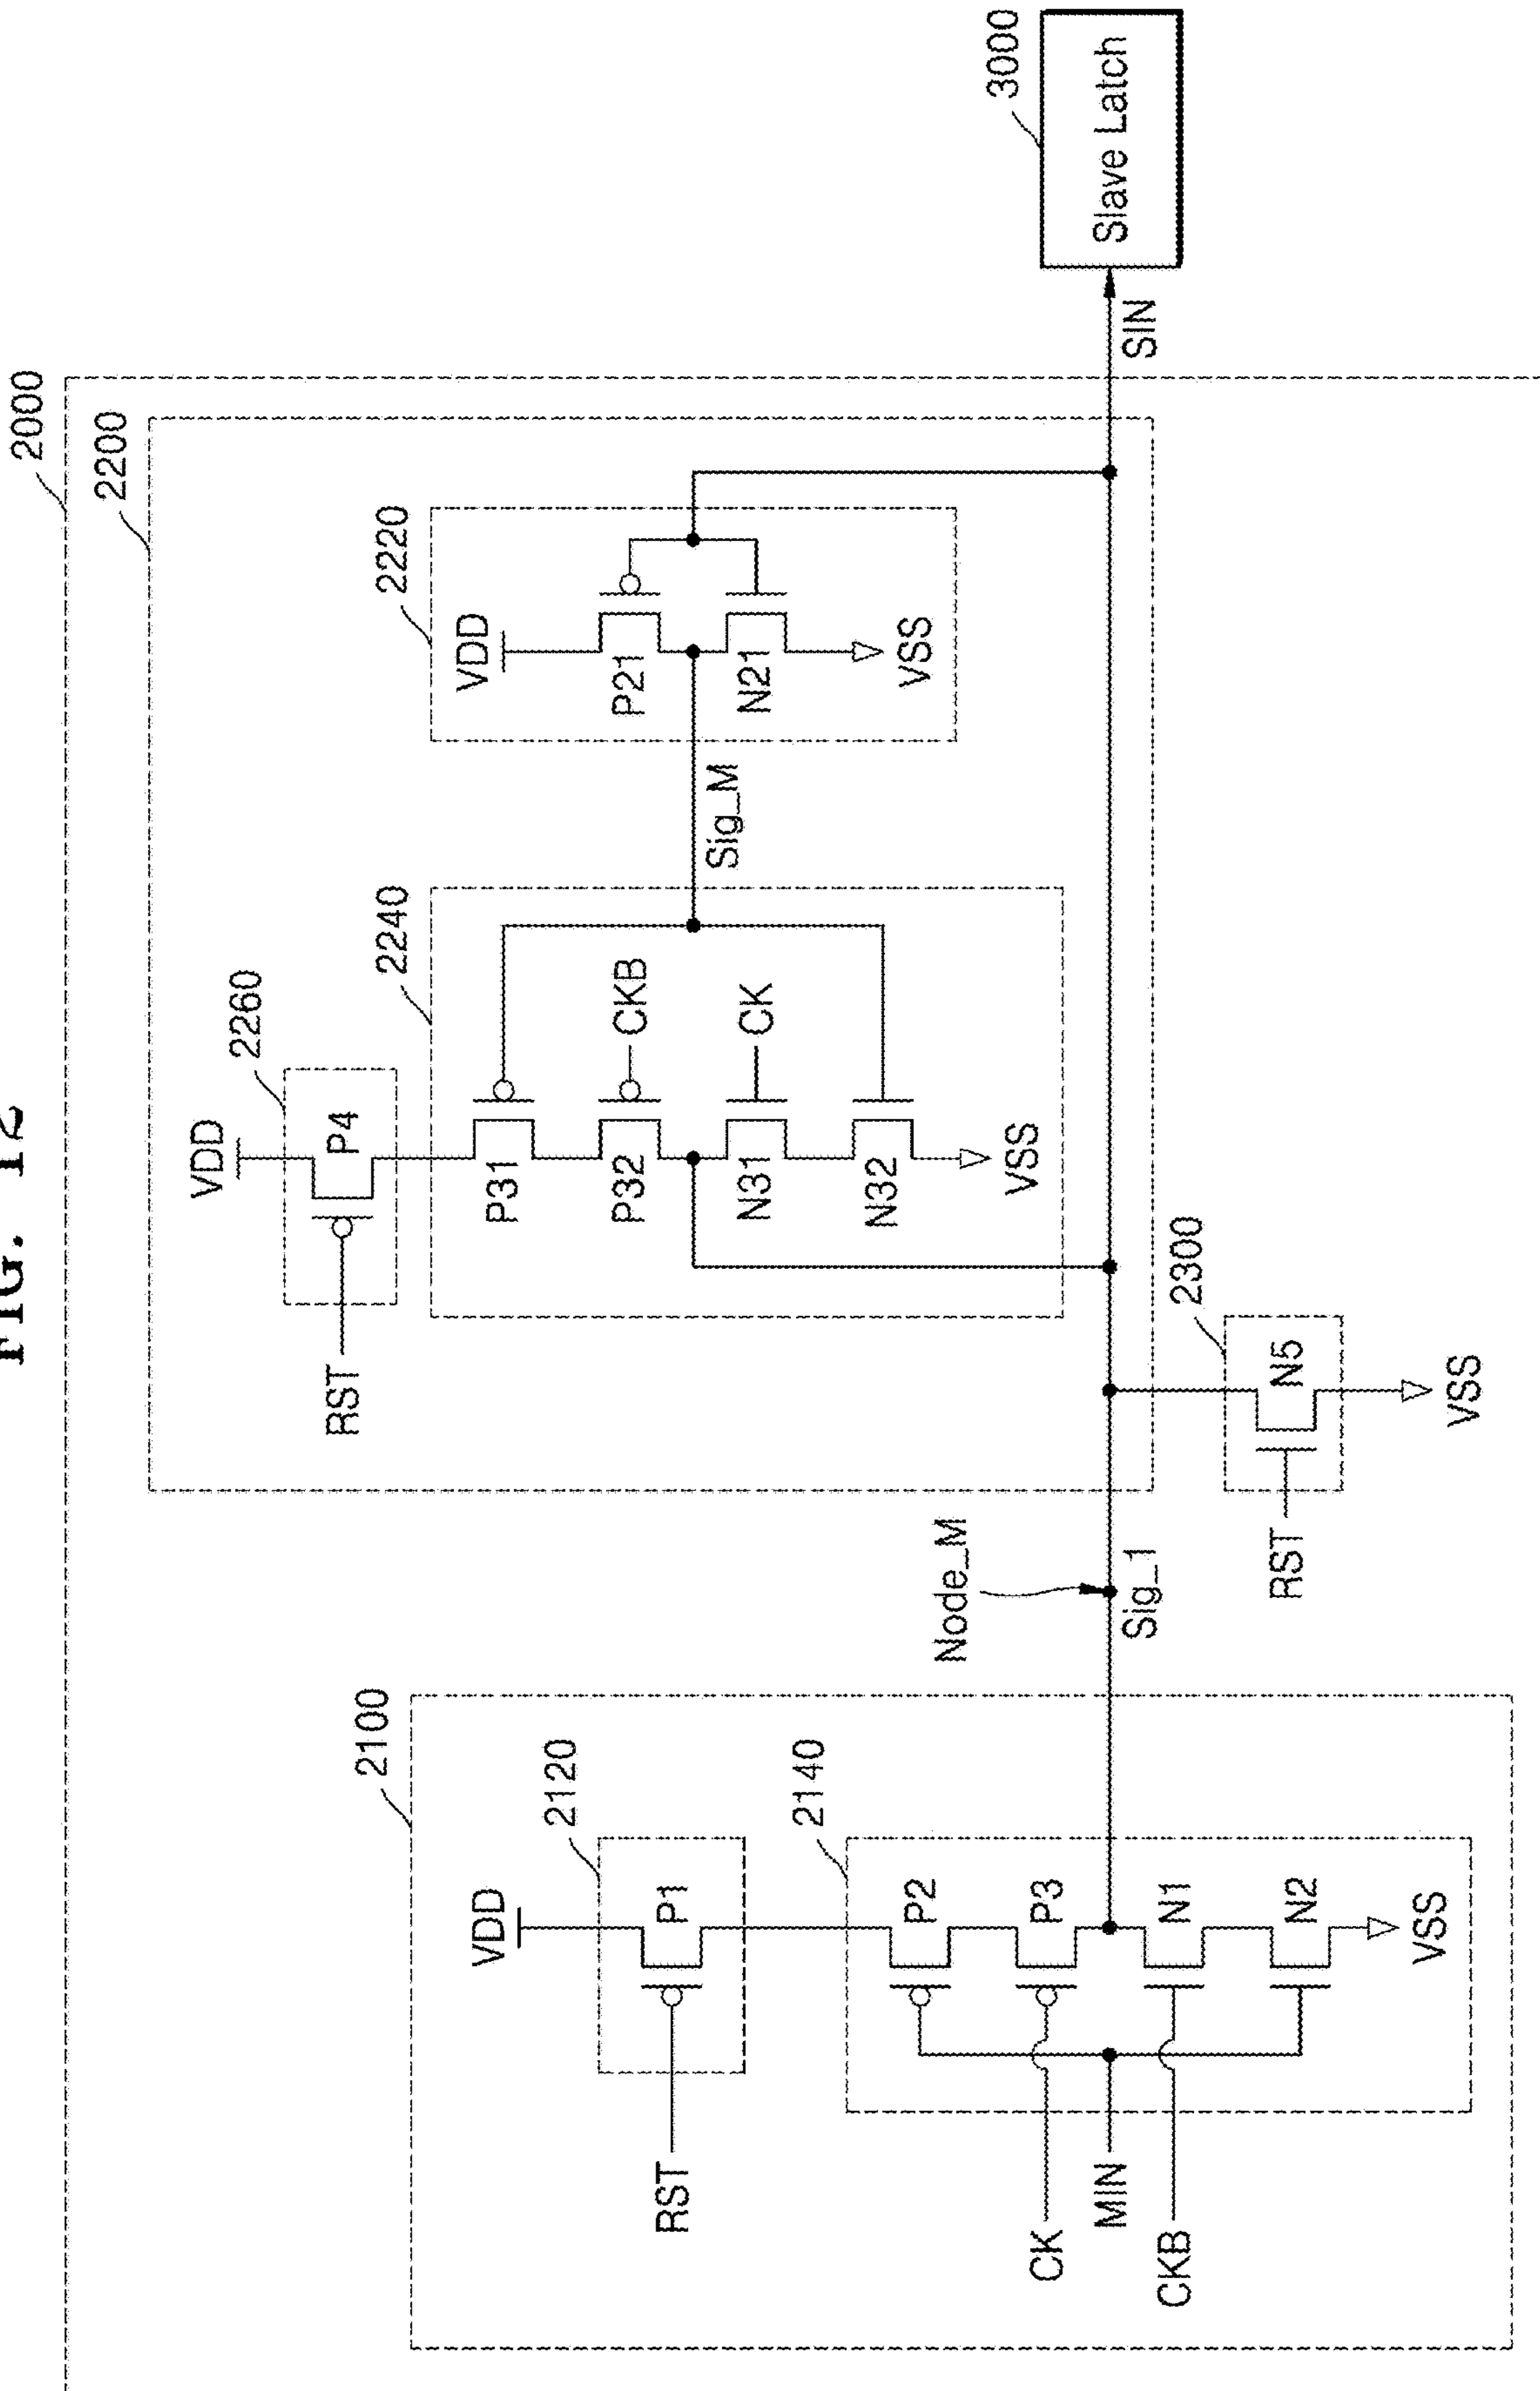 FIG. 12
2000
2200
2100
2120
VDD
P1
RST
2140
P2
P3
N1
N2
CK
MIN
CKB
VSS
Node_M
Sig_1
2260
VDD
P4
RST
2240
P31
P32
N31
N32
CKB
CK
VSS
Sig_M
2220
VDD
P21
N21
VSS
2300
N5
RST
VSS
SIN
3000
Slave Latch